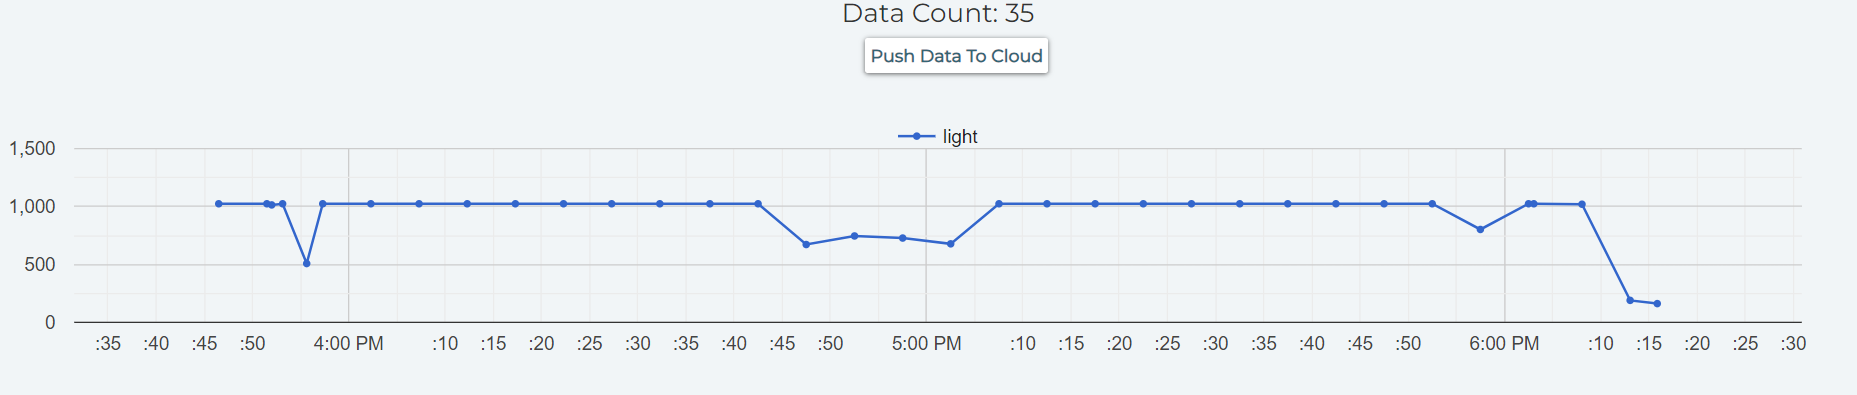 Data Count: 35
Push Data To Cloud
light
1,500
1,000
500
0
:35 :40 :45 :50 4:00 PM :10 :15 :20 :25 :30 :35 :40 :45 :50 5:00 PM :10 :15 :20 :25 :30 :35 :40 :45 :50 6:00 PM :10 :15 :20 :25 :30